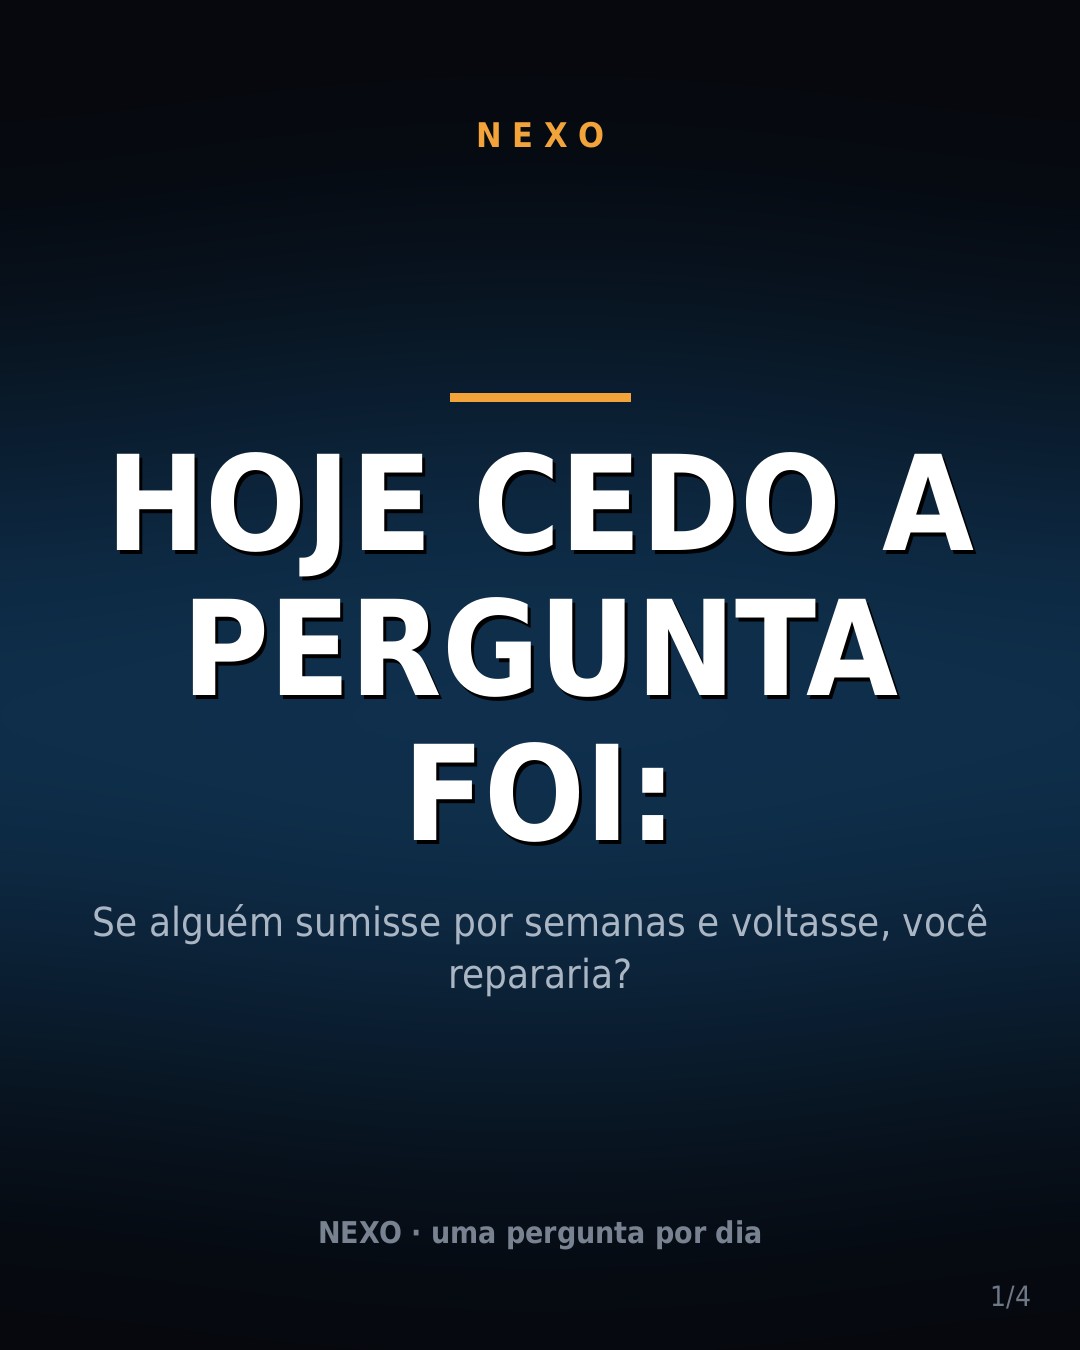 NEXO
HOJE CEDO A
PERGUNTA
FOI:
Se alguém sumisse por semanas e voltasse, você
repararia?
NEXO · uma pergunta por dia
1/4